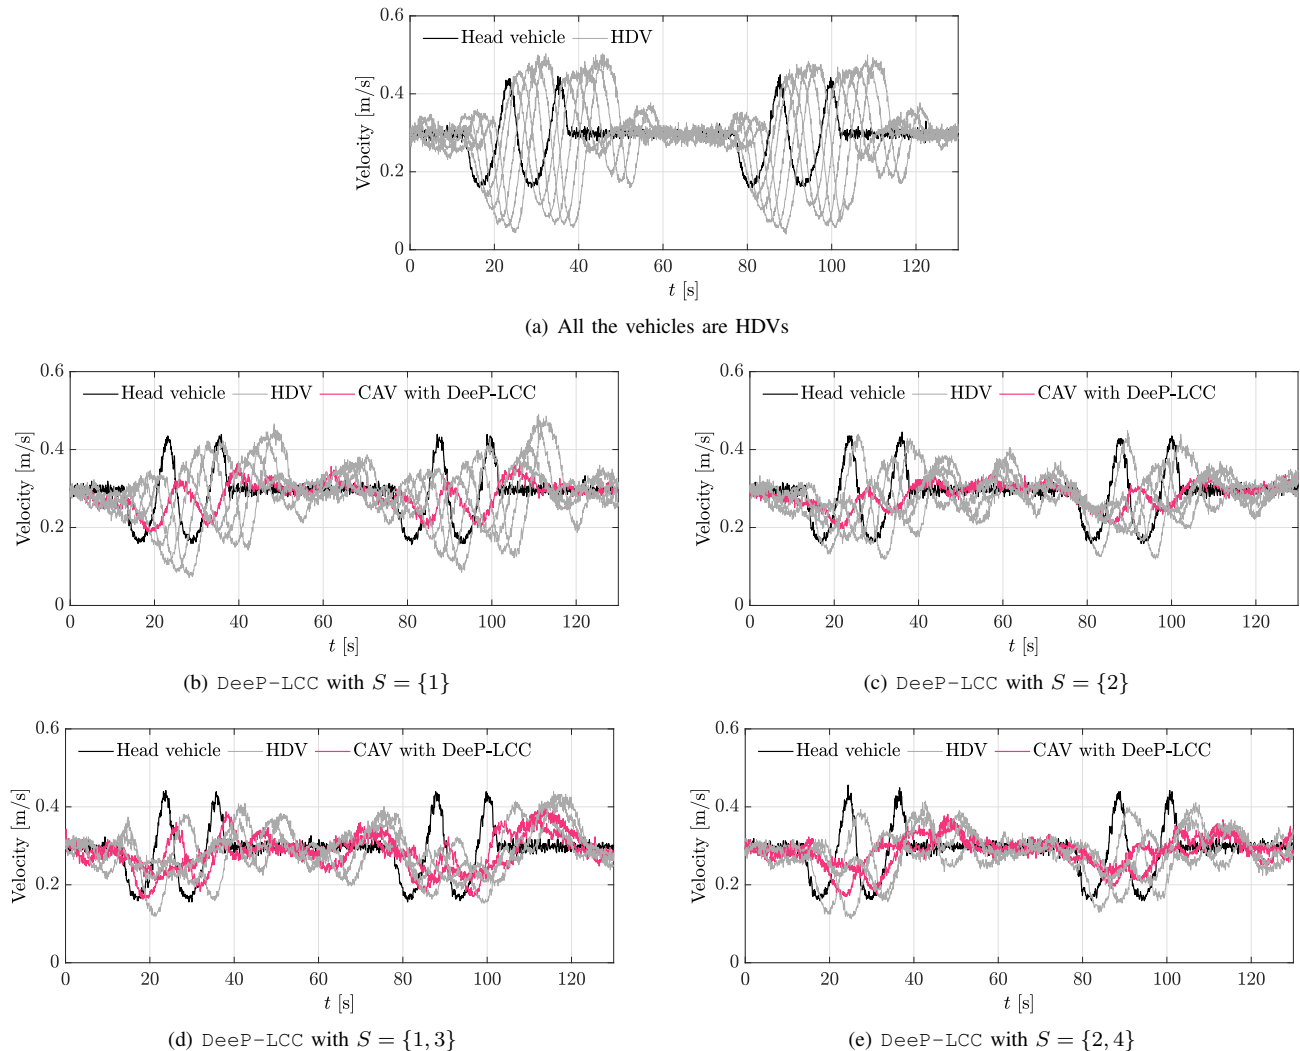 Head vehicle HDV
Velocity [m/s]
0.6
0.4
0.2
0
0 20 40 60 80 100 120
t [s]
(a) All the vehicles are HDVs
Head vehicle HDV CAV with DeeP-LCC
Velocity [m/s]
0.6
0.4
0.2
0
0 20 40 60 80 100 120
t [s]
(b) DeeP-LCC with S = {1}
Head vehicle HDV CAV with DeeP-LCC
Velocity [m/s]
0.6
0.4
0.2
0
0 20 40 60 80 100 120
t [s]
(c) DeeP-LCC with S = {2}
Head vehicle HDV CAV with DeeP-LCC
Velocity [m/s]
0.6
0.4
0.2
0
0 20 40 60 80 100 120
t [s]
(d) DeeP-LCC with S = {1, 3}
Head vehicle HDV CAV with DeeP-LCC
Velocity [m/s]
0.6
0.4
0.2
0
0 20 40 60 80 100 120
t [s]
(e) DeeP-LCC with S = {2, 4}